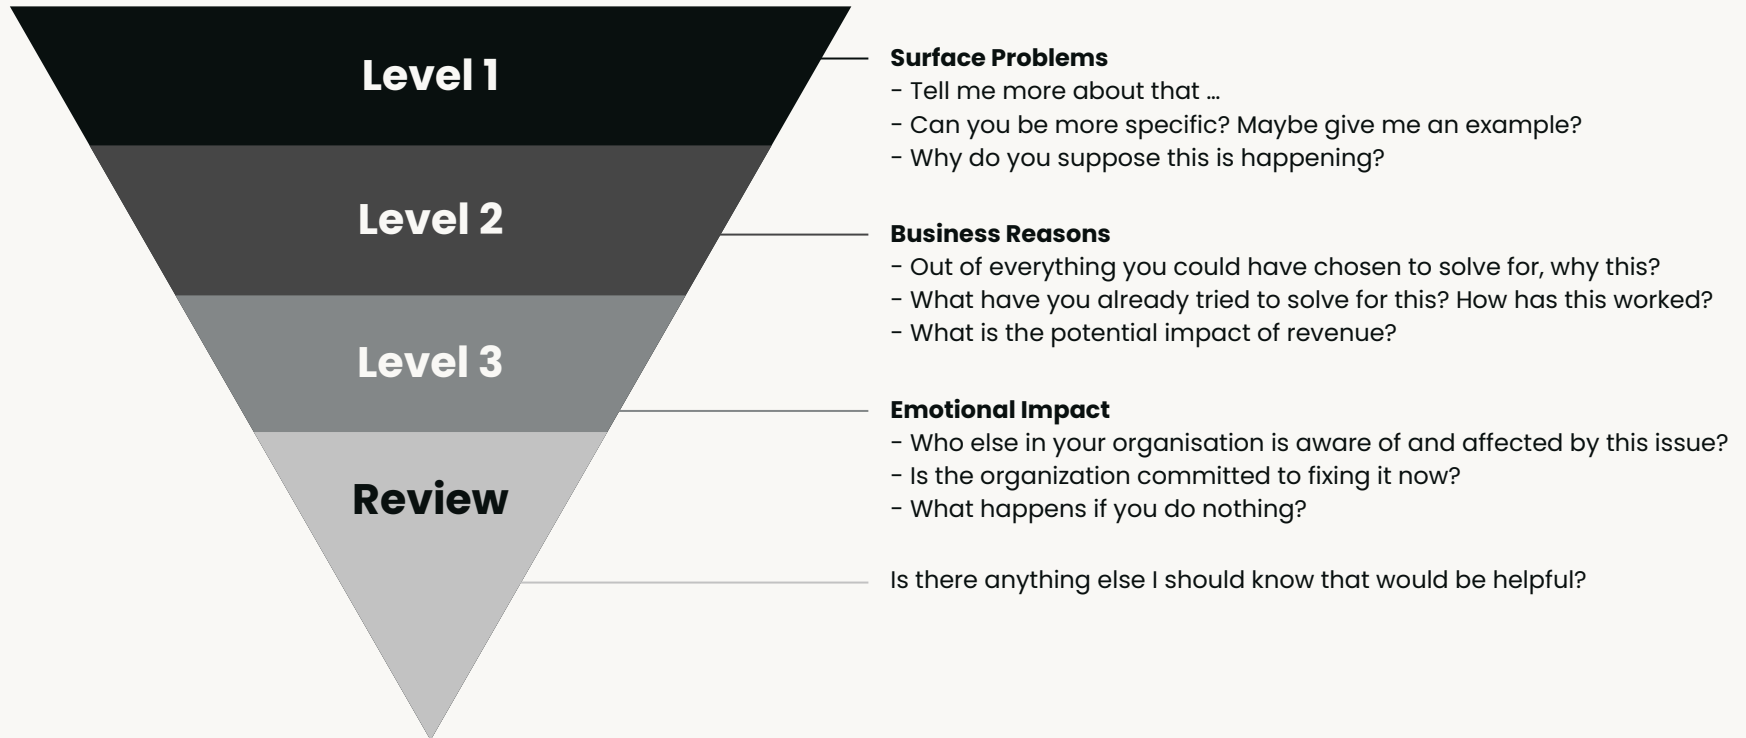 Level 1
Surface Problems
- Tell me more about that ...
- Can you be more specific? Maybe give me an example?
- Why do you suppose this is happening?
Level 2
Business Reasons
- Out of everything you could have chosen to solve for, why this?
- What have you already tried to solve for this? How has this worked?
- What is the potential impact of revenue?
Level 3
Emotional Impact
- Who else in your organisation is aware of and affected by this issue?
- Is the organization committed to fixing it now?
- What happens if you do nothing?
Review
Is there anything else I should know that would be helpful?